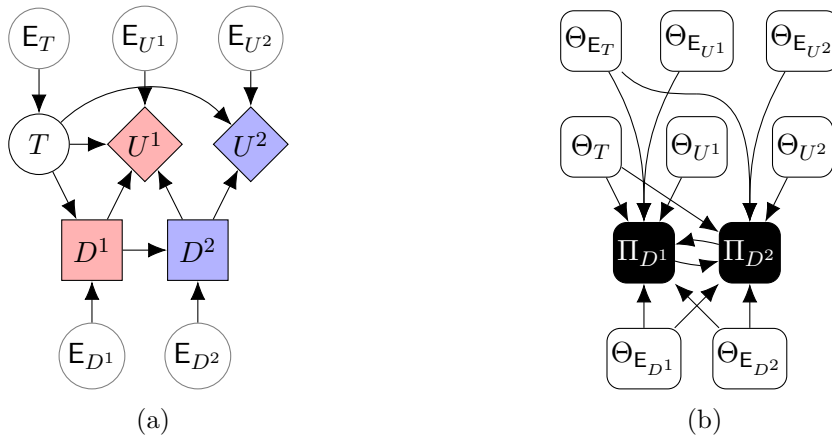 E_T E_{U^1} E_{U^2} Θ_{E_T} Θ_{E_{U^1}} Θ_{E_{U^2}}
T U^1 U^2 Θ_T Θ_{U^1} Θ_{U^2}
D^1 D^2 Π_{D^1} Π_{D^2}
E_{D^1} E_{D^2} Θ_{E_{D^1}} Θ_{E_{D^2}}
(a) (b)